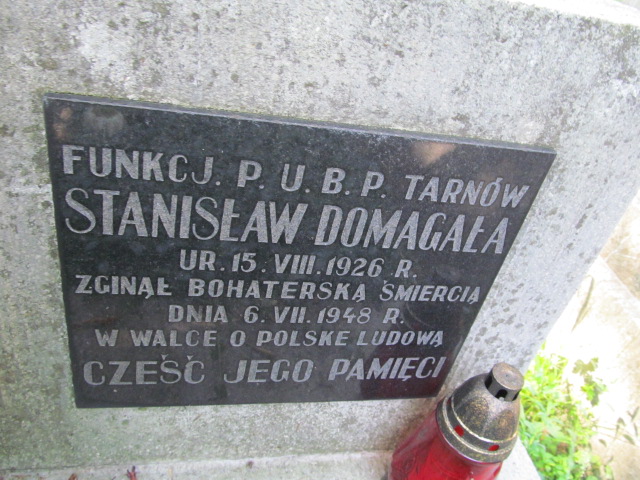 FUNKCJ. P. U. B. P. TARNÓW
STANISŁAW DOMAGAŁA
UR. 15. VIII. 1926 R.
ZGINĄŁ BOHATERSKĄ ŚMIERCIĄ
DNIA 6. VII. 1948 R.
W WALCE O POLSKĘ LUDOWĄ
CZEŚĆ JEGO PAMIĘCI